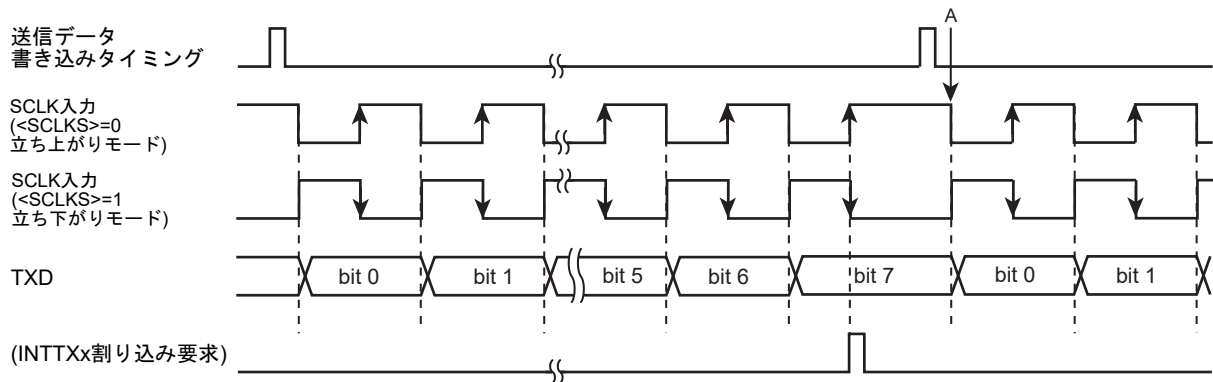 送信データ
書き込みタイミング
A
SCLK入力
(<SCLKS>=0
立ち上がりモード)
SCLK入力
(<SCLKS>=1
立ち下がりモード)
TXD
bit 0
bit 1
bit 5
bit 6
bit 7
bit 0
bit 1
(INTTXx割り込み要求)